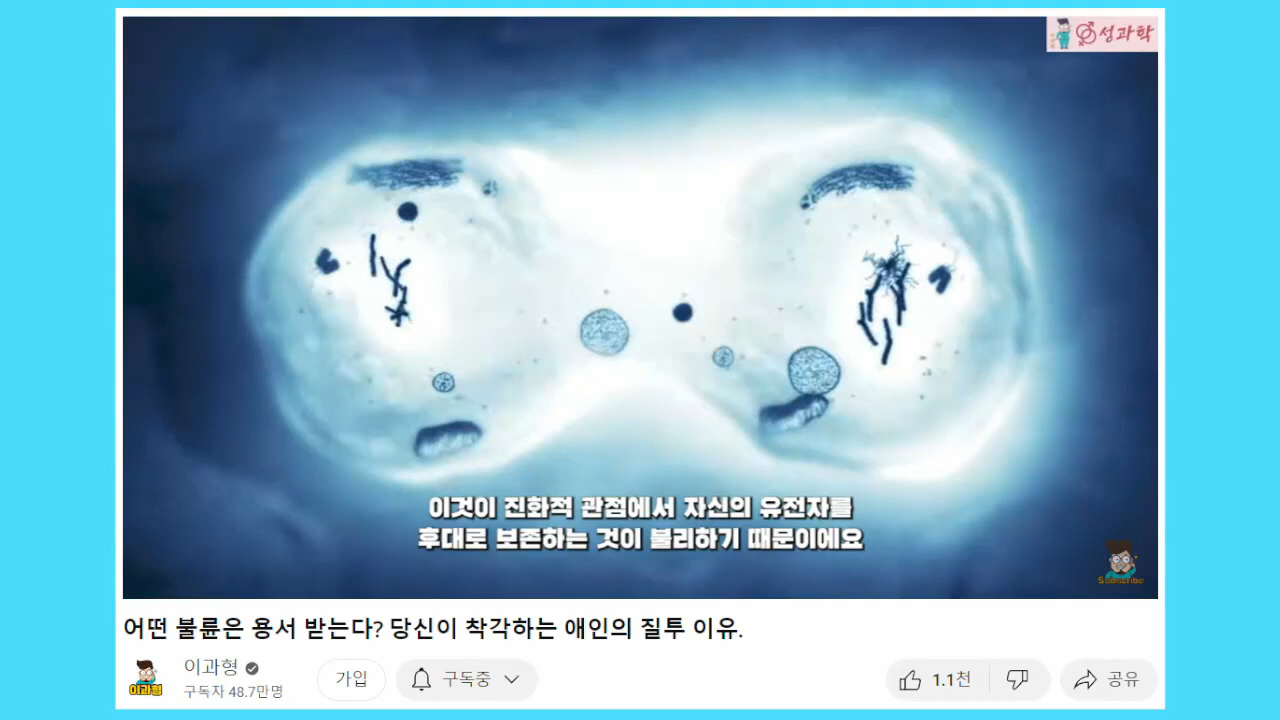 성과학
이것이 진화적 관점에서 자신의 유전자를
후대로 보존하는 것이 불리하기 때문이에요
Subscribe
어떤 불륜은 용서 받는다? 당신이 착각하는 애인의 질투 이유.
이과형
이과형
구독자 48.7만명
가입
구독중
1.1천
공유